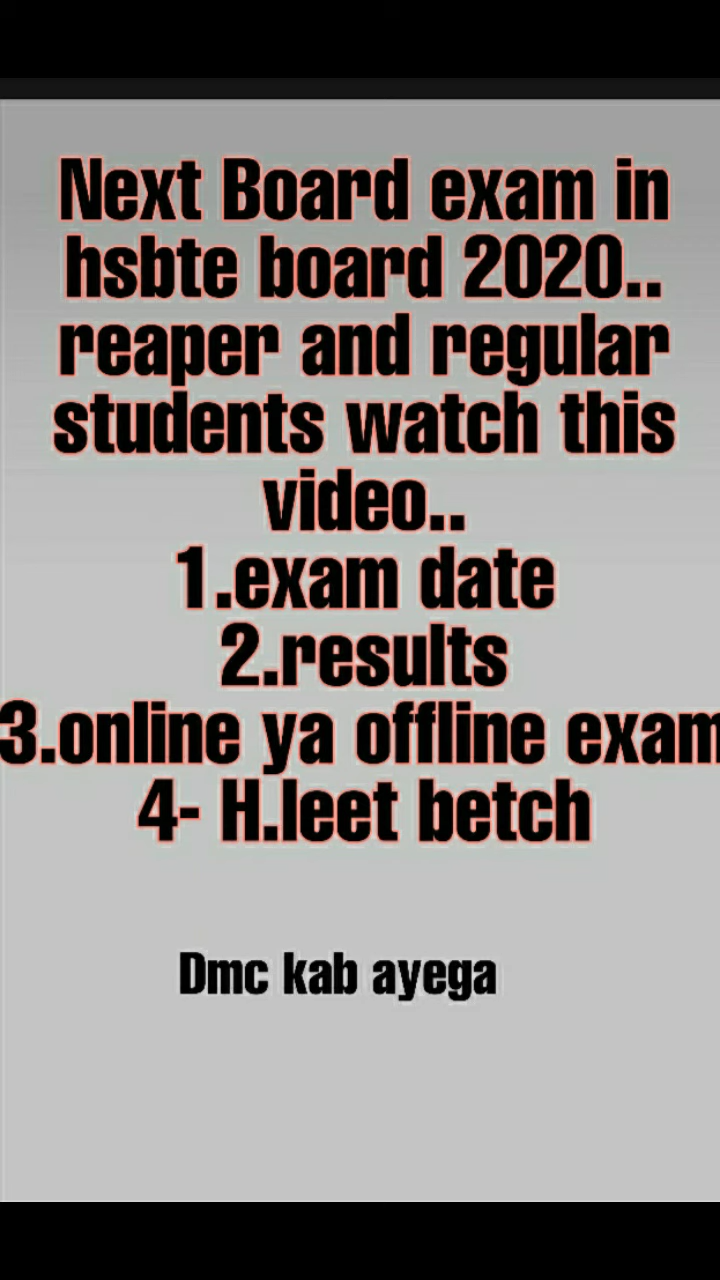 Next Board exam in
hsbte board 2020..
reaper and regular
students watch this
video..
1.exam date
2.results
3.online ya offline exam
4- H.leet betch
Dmc kab ayega